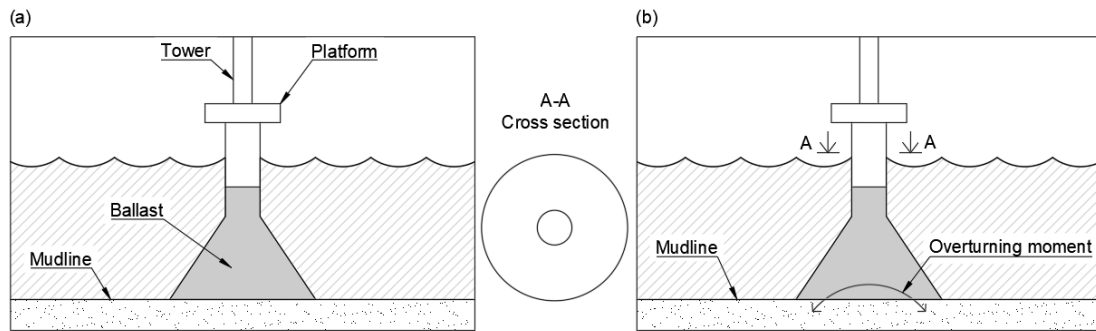 (a)
Tower
Platform
Ballast
Mudline
A-A
Cross section
(b)
A
A
Mudline
Overturning moment